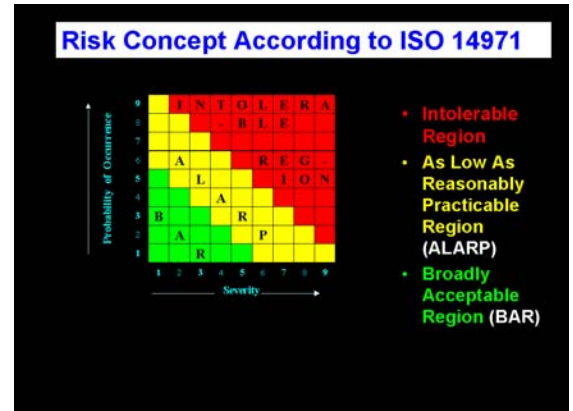 Risk Concept According to ISO 14971
Probability of Occurrence
9 I N T O L E R A
8 - B L E
7
6 A R E G -
5 L I O N
4 A
3 B R
2 A P
1 R
1 2 3 4 5 6 7 8 9
Severity
• Intolerable
Region
• As Low As
Reasonably
Practicable
Region
(ALARP)
• Broadly
Acceptable
Region (BAR)